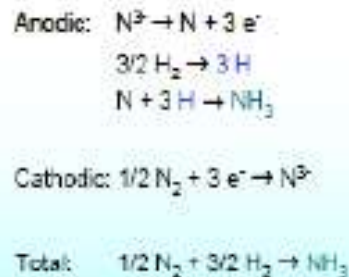 Anodic: N³⁻ → N + 3 e⁻
3/2 H₂ → 3 H
N + 3 H → NH₃
Cathodic: 1/2 N₂ + 3 e⁻ → N³⁻
Total: 1/2 N₂ + 3/2 H₂ → NH₃